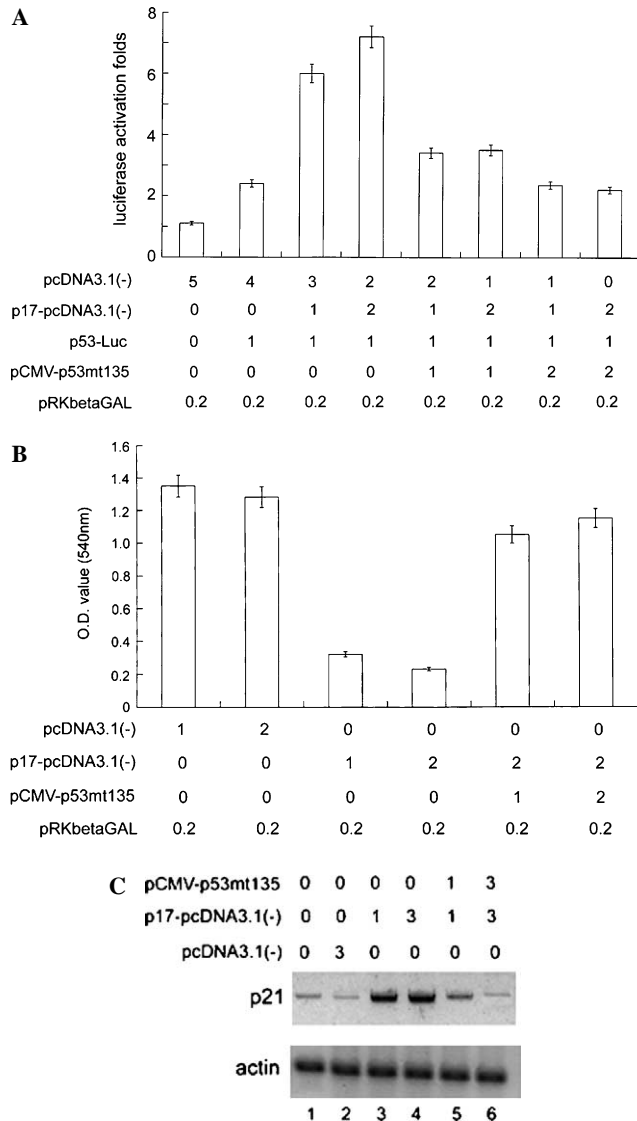 A
luciferase activation folds
8
6
4
2
0
pcDNA3.1(-) 5 4 3 2 2 1 1 0
p17-pcDNA3.1(-) 0 0 1 2 1 2 1 2
p53-Luc 0 1 1 1 1 1 1 1
pCMV-p53mt135 0 0 0 0 1 1 2 2
pRKbetaGAL 0.2 0.2 0.2 0.2 0.2 0.2 0.2 0.2
B
O.D. value (540nm)
1.6
1.4
1.2
1.0
0.8
0.6
0.4
0.2
0
pcDNA3.1(-) 1 2 0 0 0 0
p17-pcDNA3.1(-) 0 0 1 2 2 2
pCMV-p53mt135 0 0 0 0 1 2
pRKbetaGAL 0.2 0.2 0.2 0.2 0.2 0.2
C
pCMV-p53mt135 0 0 0 0 1 3
p17-pcDNA3.1(-) 0 0 1 3 1 3
pcDNA3.1(-) 0 3 0 0 0 0
p21
actin
1 2 3 4 5 6